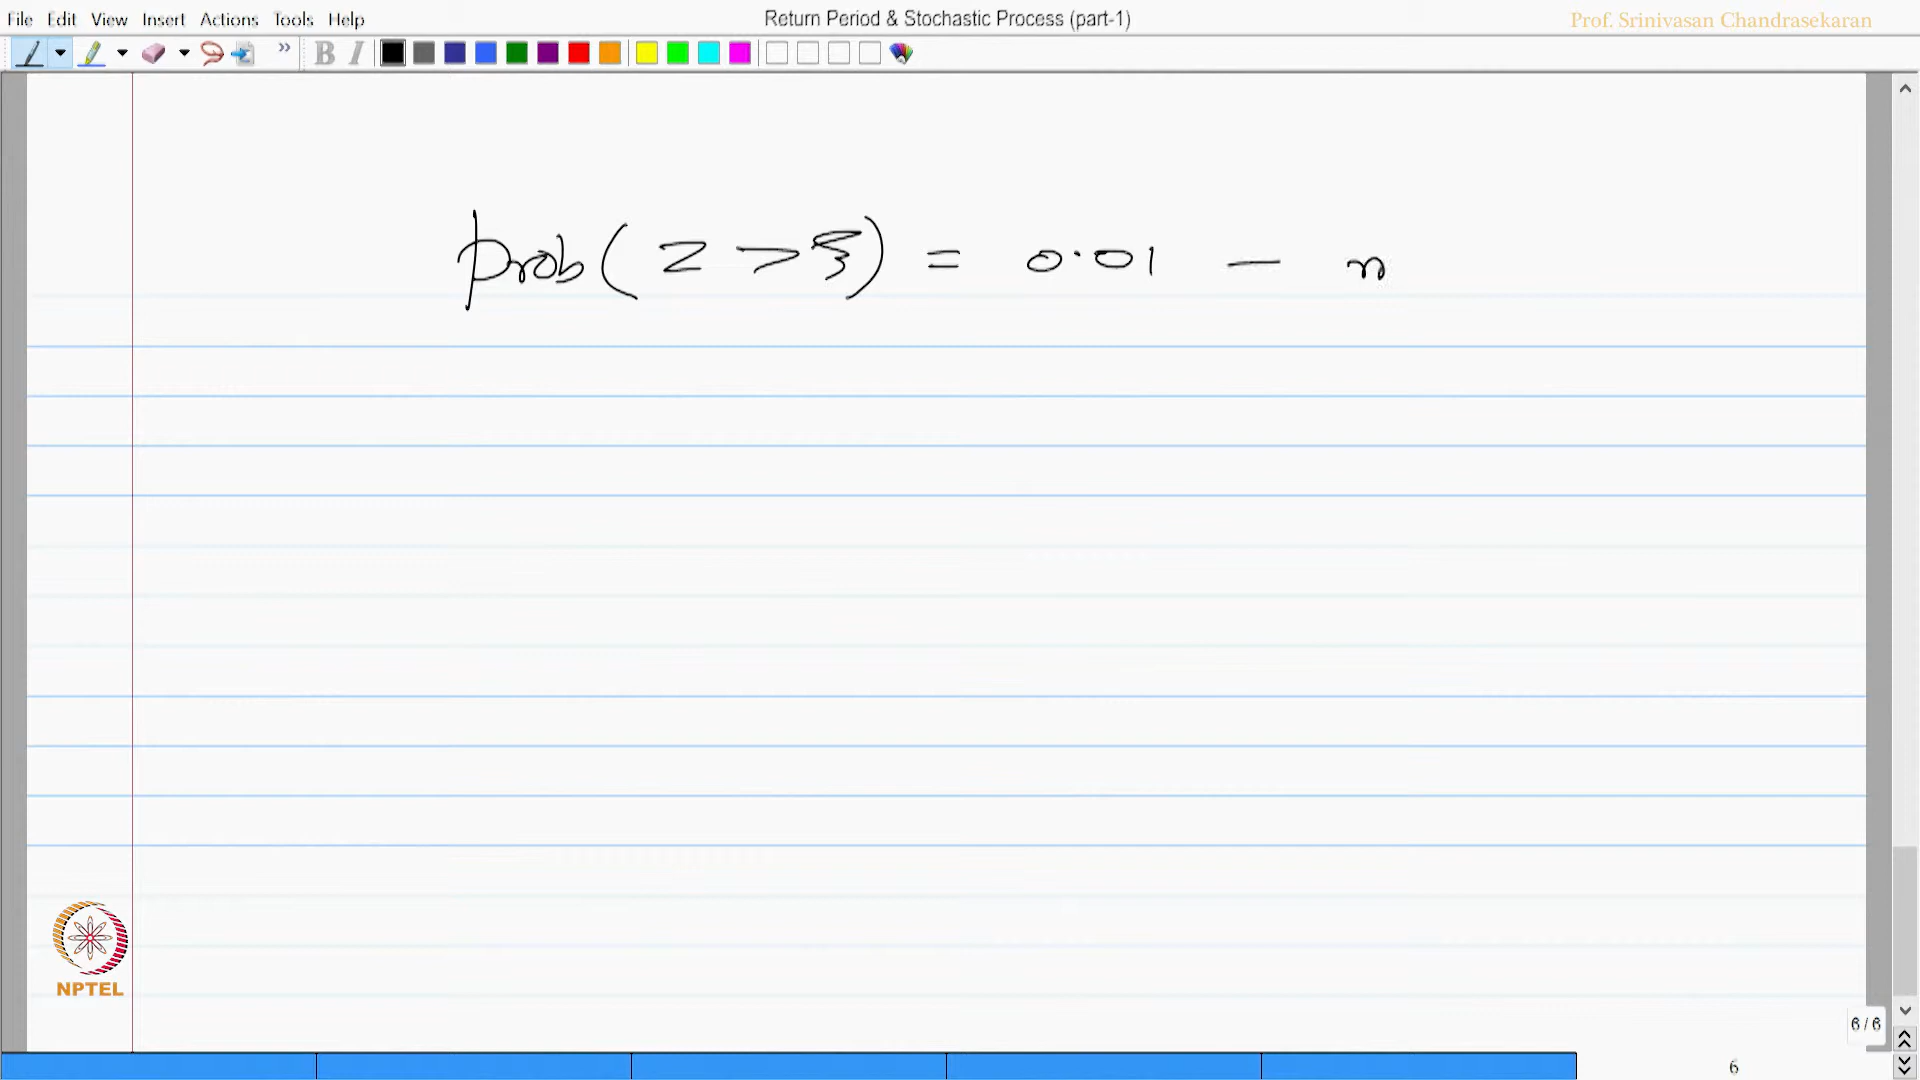 File Edit View Insert Actions Tools Help
Return Period & Stochastic Process (part-1)
Prof. Srinivasan Chandrasekaran
» B I
prob( Z > ξ) = 0.01 — n
NPTEL
6 / 6
6